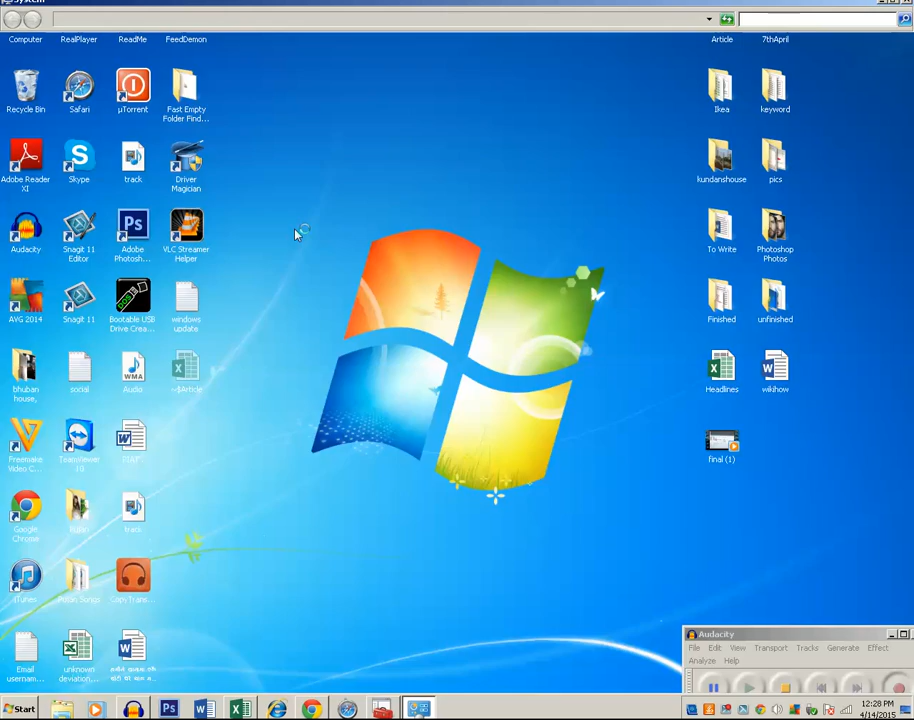 System
Computer RealPlayer ReadMe FeedDemon Article 7thApril
Recycle Bin Safari µTorrent Fast Empty Folder Find... Ikea keyword
Adobe Reader XI Skype track Driver Magician kundanshouse pics
Audacity Snagit 11 Editor Adobe Photosh... VLC Streamer Helper To Write Photoshop Photos
AVG 2014 Snagit 11 Bootable USB Drive Crea... windows update Finished unfinished
bhuban house, social Audio ~$Article Headlines wikihow
Freemake Video C... TeamViewer 10 final (1)
Google Chrome track
iTunes CopyTrans...
Email usernam... unknown deviation...
Audacity
File Edit View Transport Tracks Generate Effect
Analyze Help
Start
12:28 PM
4/14/2015